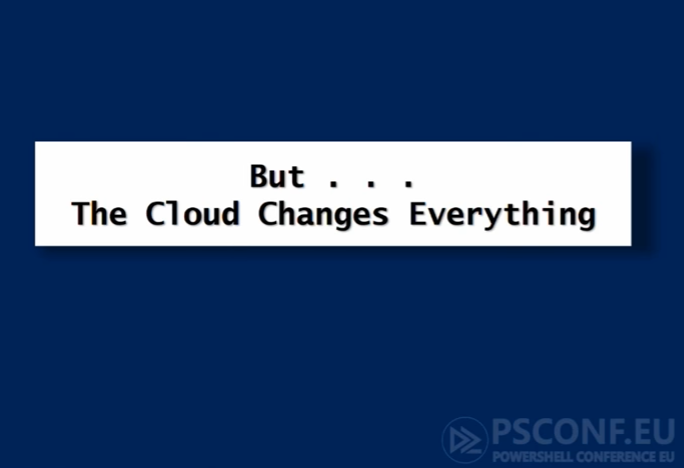 But . . .
The Cloud Changes Everything
PSCONF.EU
POWERSHELL CONFERENCE EU